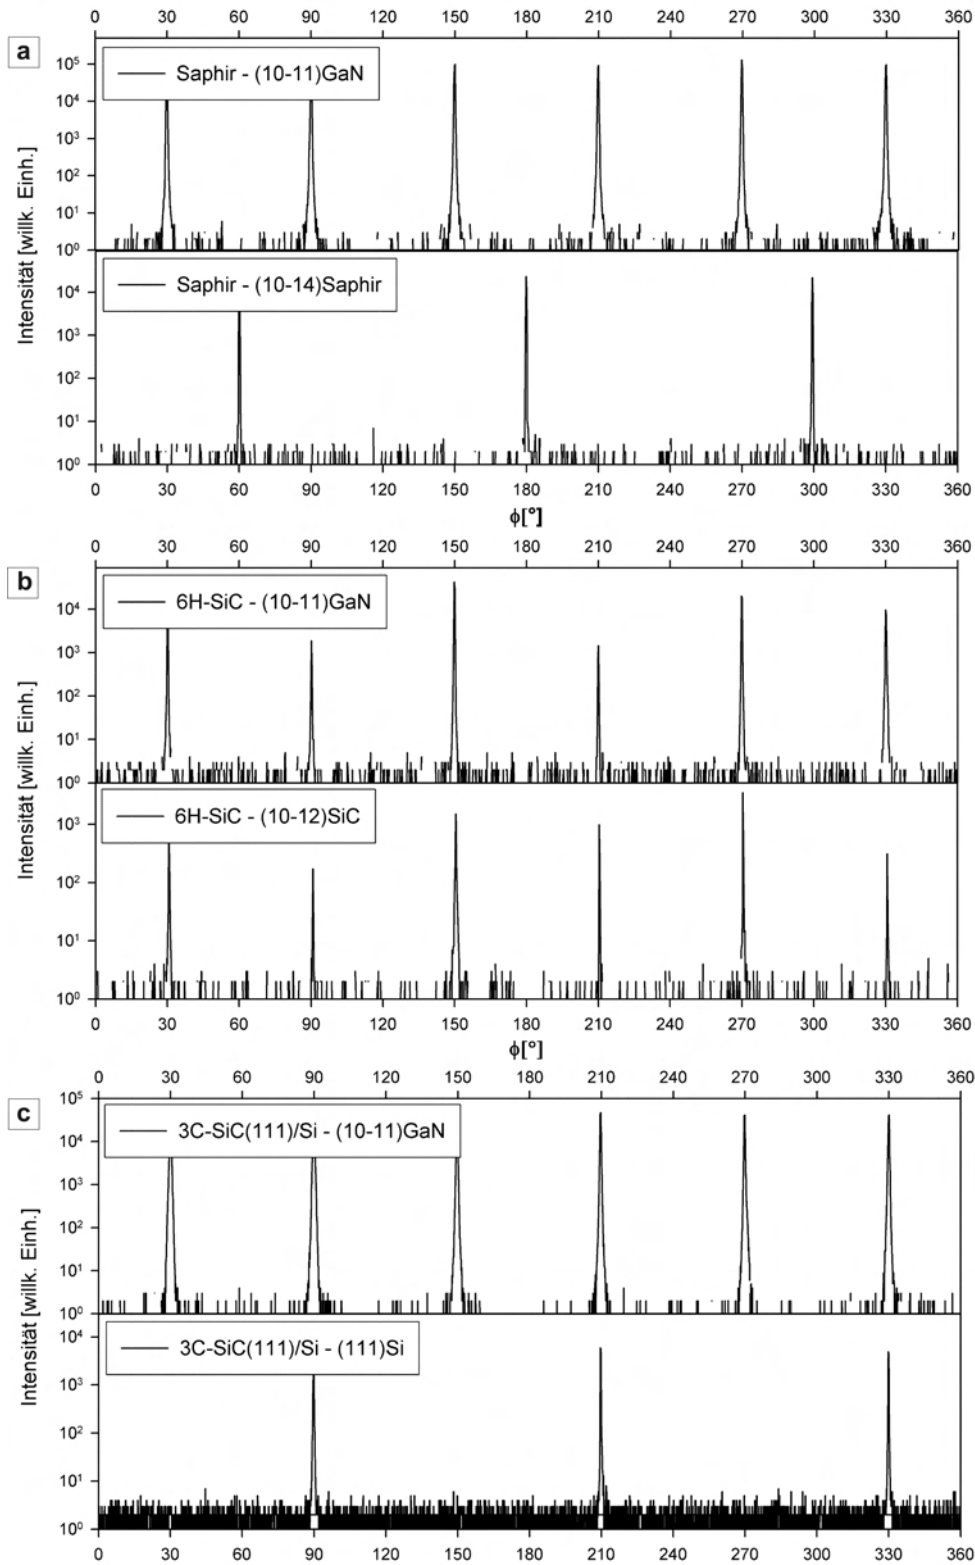 0 30 60 90 120 150 180 210 240 270 300 330 360
a
Saphir - (10-11)GaN
10⁵
10⁴
10³
10²
10¹
10⁰
Saphir - (10-14)Saphir
10⁴
10³
10²
10¹
10⁰
Intensität [willk. Einh.]
0 30 60 90 120 150 180 210 240 270 300 330 360
ϕ[°]
0 30 60 90 120 150 180 210 240 270 300 330 360
b
6H-SiC - (10-11)GaN
10⁴
10³
10²
10¹
10⁰
6H-SiC - (10-12)SiC
10³
10²
10¹
10⁰
Intensität [willk. Einh.]
0 30 60 90 120 150 180 210 240 270 300 330 360
ϕ[°]
0 30 60 90 120 150 180 210 240 270 300 330 360
c
3C-SiC(111)/Si - (10-11)GaN
10⁵
10⁴
10³
10²
10¹
10⁰
3C-SiC(111)/Si - (111)Si
10⁴
10³
10²
10¹
10⁰
Intensität [willk. Einh.]
0 30 60 90 120 150 180 210 240 270 300 330 360